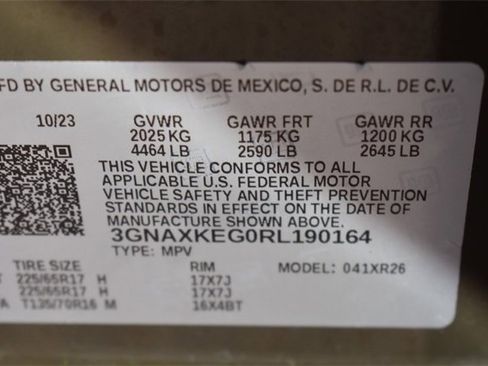 FD BY GENERAL MOTORS DE MEXICO, S. DE R.L. DE C.V.
10/23 GVWR GAWR FRT GAWR RR
2025 KG 1175 KG 1200 KG
4464 LB 2590 LB 2645 LB
THIS VEHICLE CONFORMS TO ALL
APPLICABLE U.S. FEDERAL MOTOR
VEHICLE SAFETY AND THEFT PREVENTION
STANDARDS IN EFFECT ON THE DATE OF
MANUFACTURE SHOWN ABOVE.
3GNAXKEG0RL190164
TYPE: MPV
TIRE SIZE RIM MODEL: 041XR26
225/65R17 H 17X7J
225/65R17 H 17X7J
A T135/70R16 M 16X4BT